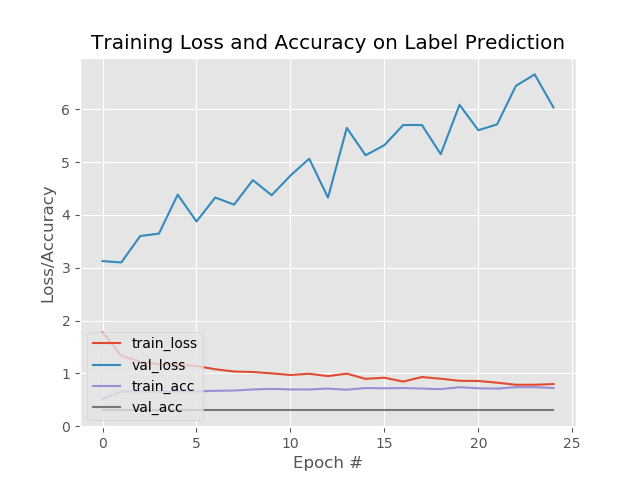 Training Loss and Accuracy on Label Prediction
Loss/Accuracy
6
5
4
3
2
1
0
train_loss
val_loss
train_acc
val_acc
0 5 10 15 20 25
Epoch #